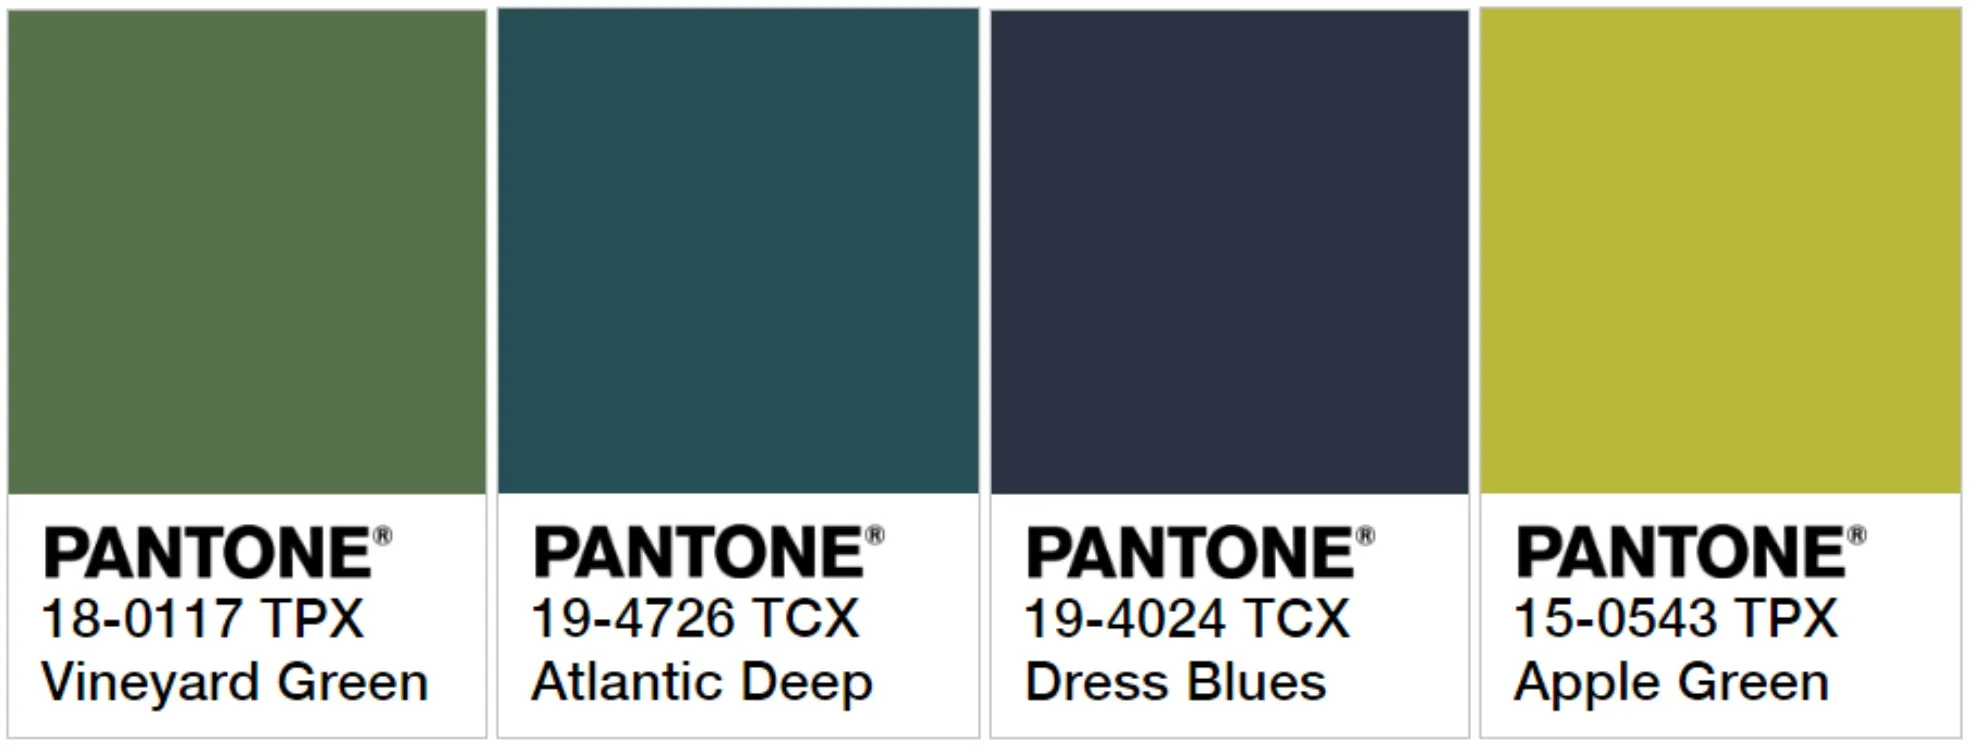 PANTONE®
18-0117 TPX
Vineyard Green
PANTONE®
19-4726 TCX
Atlantic Deep
PANTONE®
19-4024 TCX
Dress Blues
PANTONE®
15-0543 TPX
Apple Green